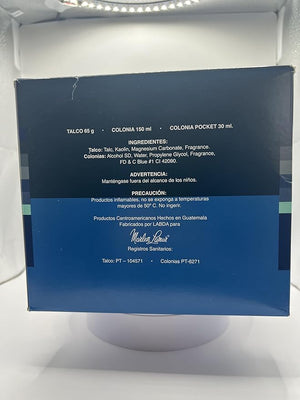 TALCO 65 g · COLONIA 150 ml · COLONIA POCKET 30 ml.
INGREDIENTES:
Talco: Talc, Kaolin, Magnesium Carbonate, Fragrance.
Colonias: Alcohol SD, Water, Propylene Glycol, Fragrance,
FD & C Blue #1 CI 42090.
ADVERTENCIA:
Manténgase fuera del alcance de los niños.
PRECAUCIÓN:
Productos inflamables, no se exponga a temperaturas
mayores de 50º C. No ingerir.
Productos Centroamericanos Hechos en Guatemala
Fabricados por LABDA para
Registros Sanitarios:
Talco: PT – 104571 · Colonias PT-6271